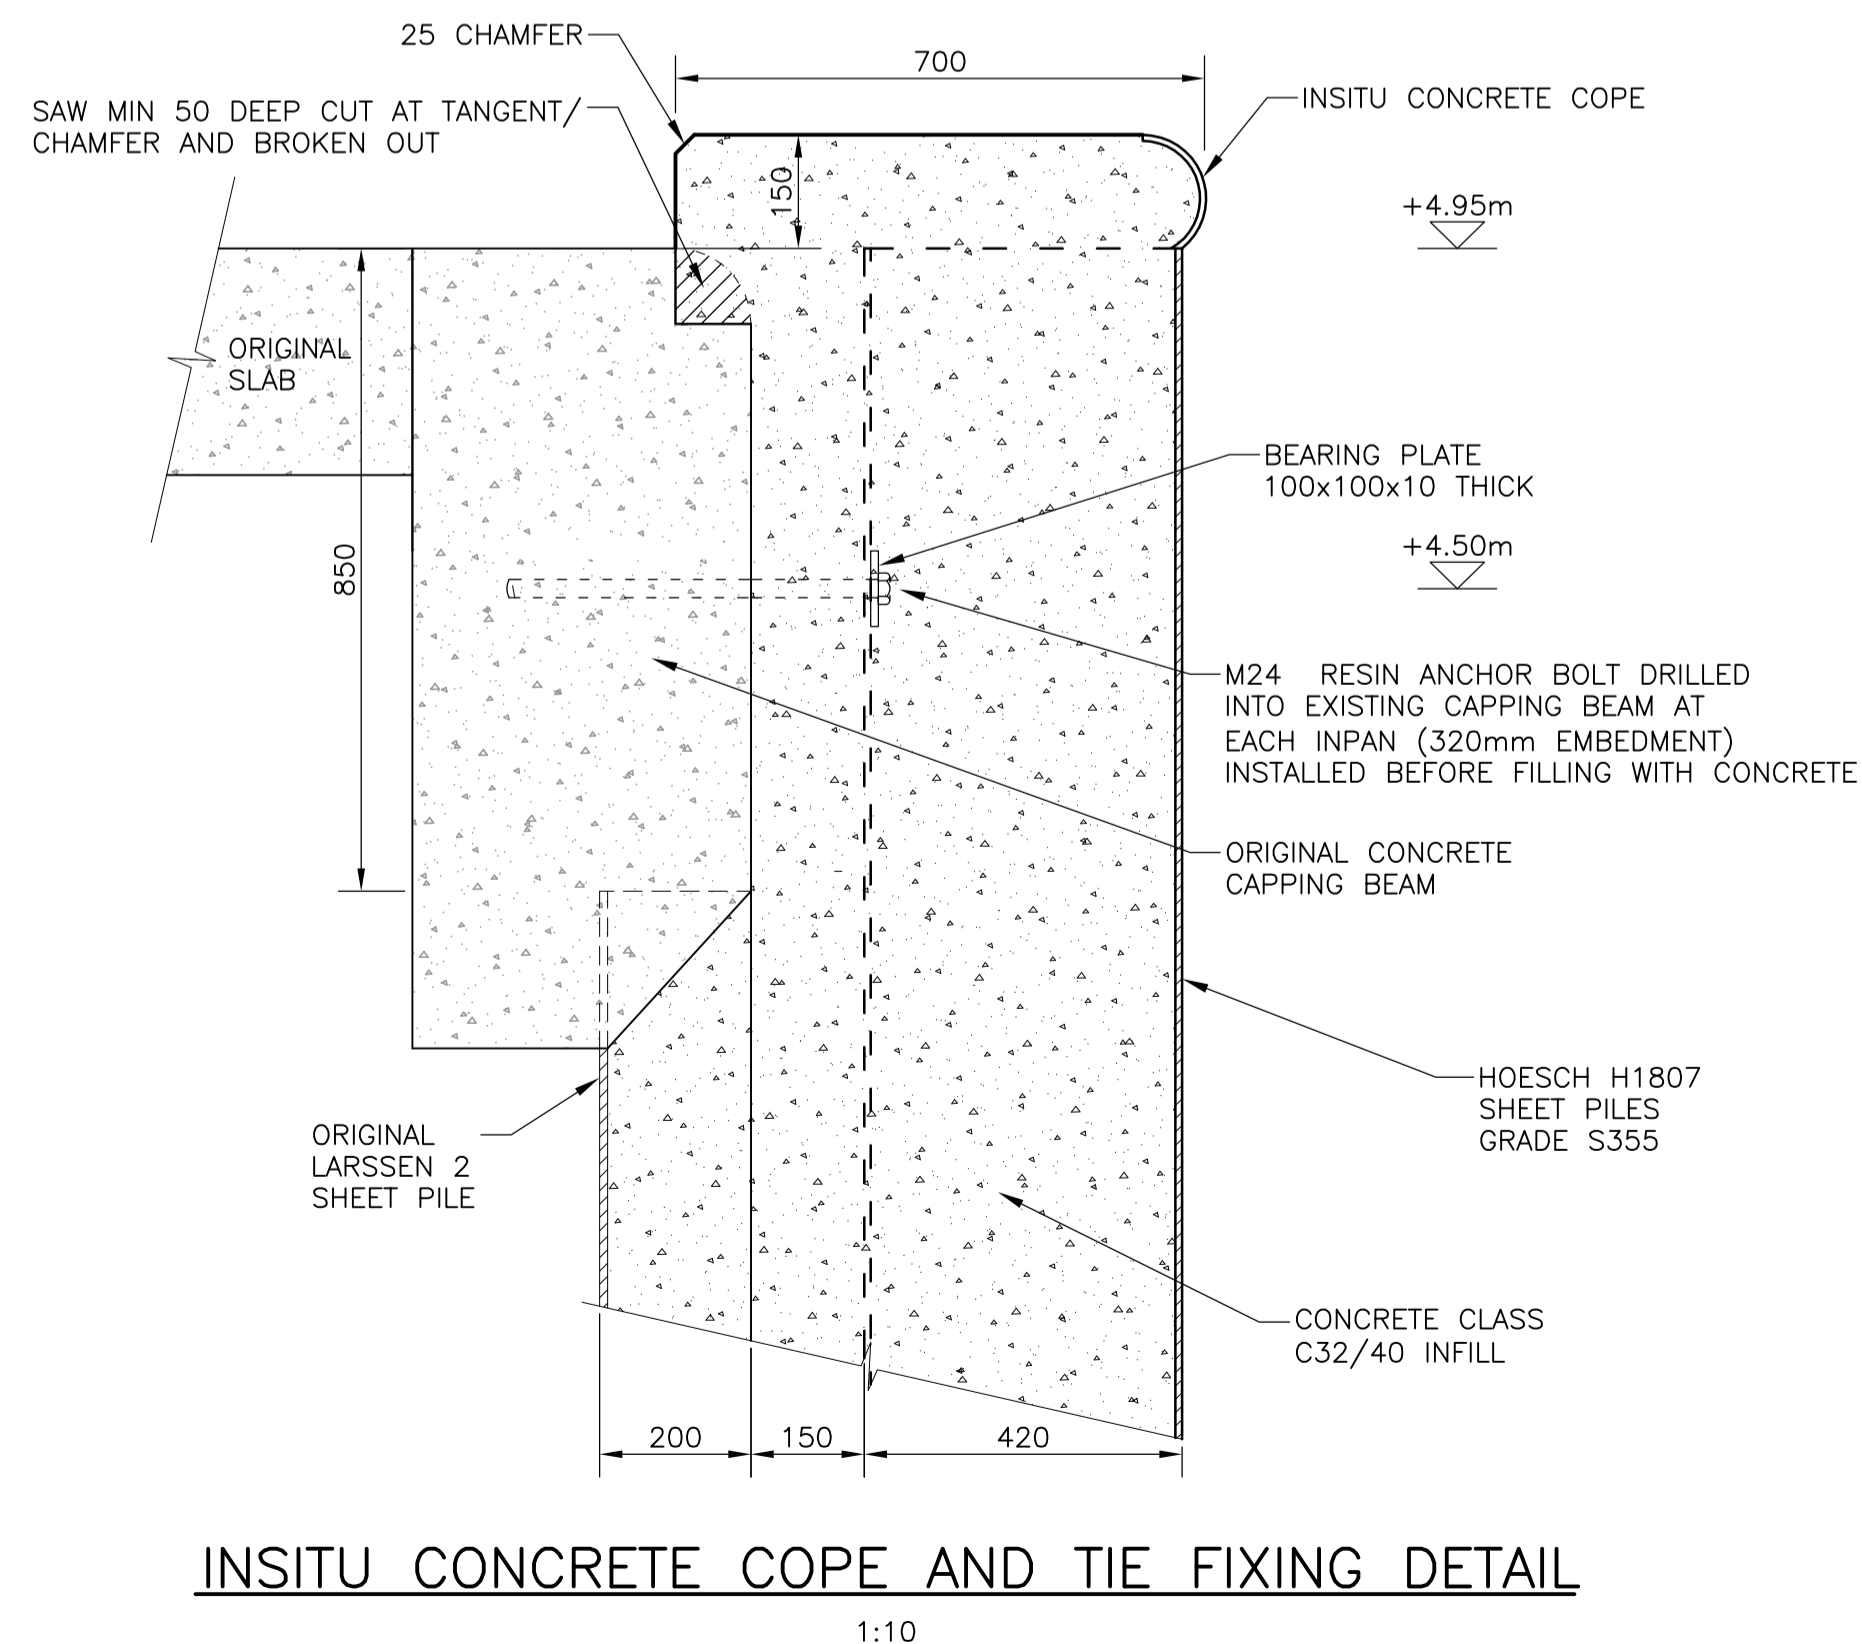 25 CHAMFER
700
SAW MIN 50 DEEP CUT AT TANGENT/
CHAMFER AND BROKEN OUT
INSITU CONCRETE COPE
150
+4.95m
ORIGINAL
SLAB
850
BEARING PLATE
100x100x10 THICK
+4.50m
M24 RESIN ANCHOR BOLT DRILLED
INTO EXISTING CAPPING BEAM AT
EACH INPAN (320mm EMBEDMENT)
INSTALLED BEFORE FILLING WITH CONCRETE
ORIGINAL CONCRETE
CAPPING BEAM
HOESCH H1807
SHEET PILES
GRADE S355
ORIGINAL
LARSSEN 2
SHEET PILE
CONCRETE CLASS
C32/40 INFILL
200 150 420
INSITU CONCRETE COPE AND TIE FIXING DETAIL
1:10